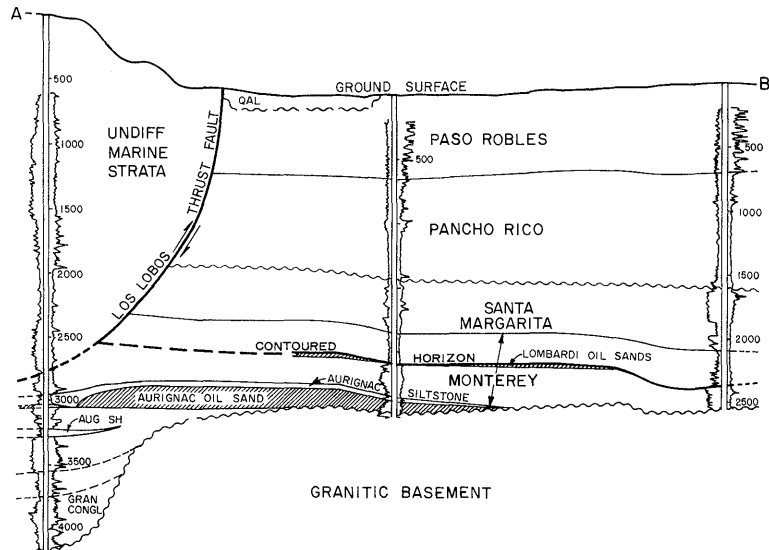 A
B
GROUND SURFACE
QAL
500
1000
1500
2000
2500
3000
3500
4000
UNDIFF
MARINE
STRATA
LOS LOBOS THRUST FAULT
PASO ROBLES
500
500
1000
1500
2000
2500
PANCHO RICO
SANTA
MARGARITA
CONTOURED
HORIZON
LOMBARDI OIL SANDS
MONTEREY
AURIGNAC
SILTSTONE
AURIGNAC OIL SAND
AUG SH
GRAN
CONGL
GRANITIC BASEMENT